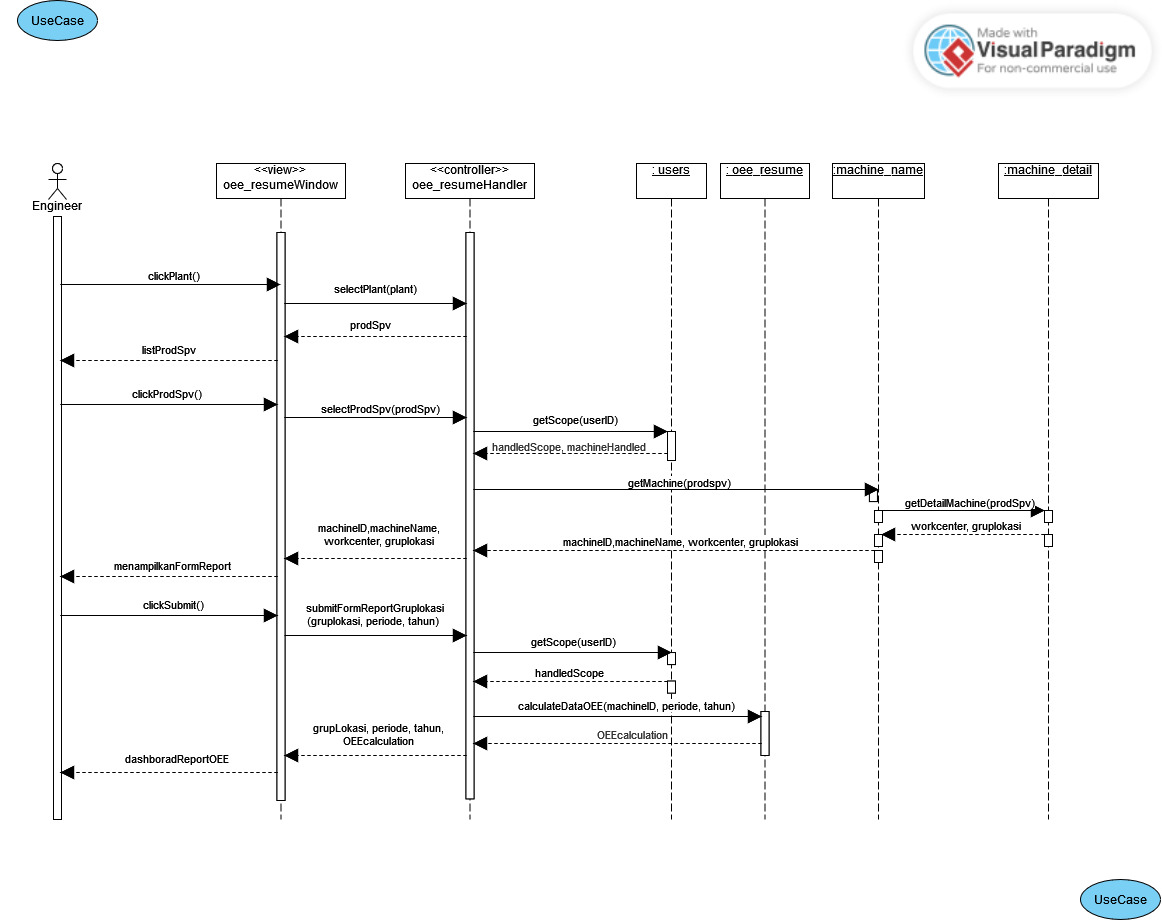 UseCase
Made with
Visual Paradigm
For non-commercial use
Engineer
<<view>>
oee_resumeWindow
<<controller>>
oee_resumeHandler
: users
: oee_resume
:machine_name
:machine_detail
clickPlant()
selectPlant(plant)
prodSpv
listProdSpv
clickProdSpv()
selectProdSpv(prodSpv)
getScope(userID)
handledScope, machineHandled
getMachine(prodspv)
getDetailMachine(prodSpv)
workcenter, gruplokasi
machineID,machineName, workcenter, gruplokasi
machineID,machineName,
workcenter, gruplokasi
menampilkanFormReport
clickSubmit()
submitFormReportGruplokasi
(gruplokasi, periode, tahun)
getScope(userID)
handledScope
calculateDataOEE(machineID, periode, tahun)
OEEcalculation
grupLokasi, periode, tahun,
OEEcalculation
dashboradReportOEE
UseCase